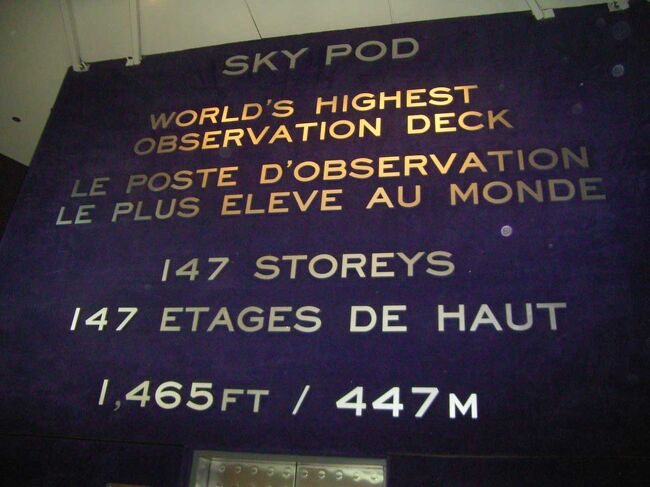 SKY POD
WORLD'S HIGHEST
OBSERVATION DECK
LE POSTE D'OBSERVATION
LE PLUS ELEVE AU MONDE
147 STOREYS
147 ETAGES DE HAUT
1,465FT / 447M